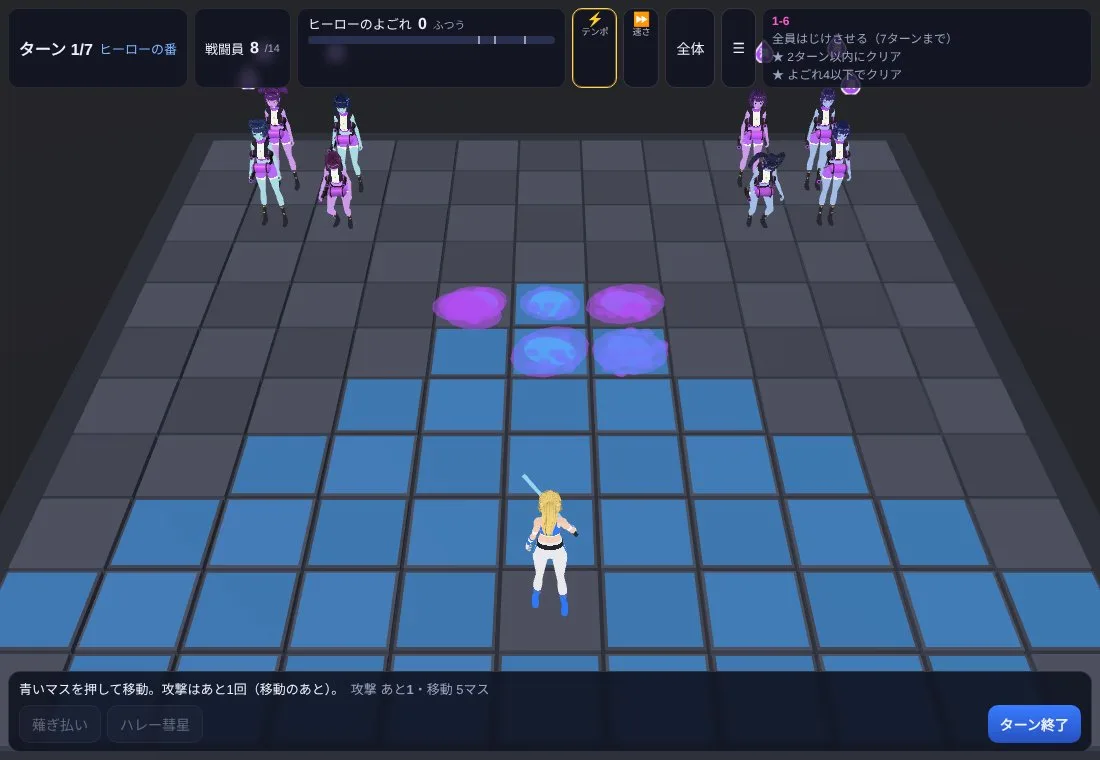 ターン 1/7 ヒーローの番
戦闘員 8 /14
ヒーローのよごれ 0 ふつう
テンポ
速さ
全体
☰
1-6
全員はじけさせる（7ターンまで）
★ 2ターン以内にクリア
★ よごれ4以下でクリア
青いマスを押して移動。攻撃はあと1回（移動のあと）。 攻撃 あと1・移動 5マス
薙ぎ払い
ハレー彗星
ターン終了